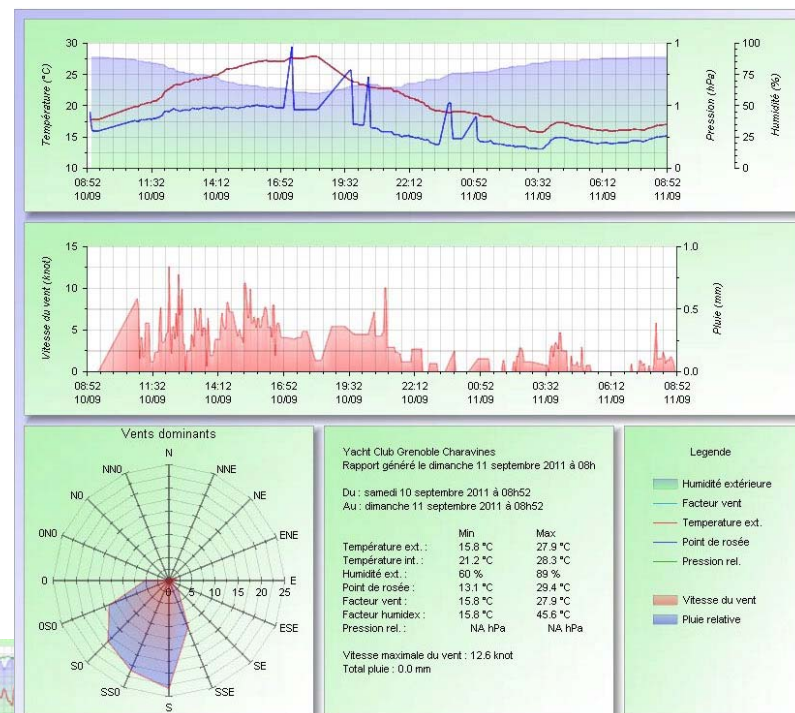 30
25
20
15
10
Température (°C)
1
1
0
Pression (hPa)
100
75
50
25
0
Humidité (%)
08:52 11:32 14:12 16:52 19:32 22:12 00:52 03:32 06:12 08:52
10/09 10/09 10/09 10/09 10/09 10/09 11/09 11/09 11/09 11/09
15
10
5
0
Vitesse du vent (knot)
1.0
0.5
0.0
Pluie (mm)
08:52 11:32 14:12 16:52 19:32 22:12 00:52 03:32 06:12 08:52
10/09 10/09 10/09 10/09 10/09 10/09 11/09 11/09 11/09 11/09
Vents dominants
N
NNO NNE
NO NE
ONO ENE
O 0 5 10 15 20 25 E
OSO ESE
SO SE
SSO SSE
S
Yacht Club Grenoble Charavines
Rapport généré le dimanche 11 septembre 2011 à 08h
Du : samedi 10 septembre 2011 à 08h52
Au : dimanche 11 septembre 2011 à 08h52
Min Max
Température ext. : 15.8 °C 27.9 °C
Température int. : 21.2 °C 28.3 °C
Humidité ext. : 60 % 89 %
Point de rosée : 13.1 °C 29.4 °C
Facteur vent : 15.8 °C 27.9 °C
Facteur humidex : 15.8 °C 45.6 °C
Pression rel. : NA hPa NA hPa
Vitesse maximale du vent : 12.6 knot
Total pluie : 0.0 mm
Legende
Humidité extérieure
Facteur vent
Temperature ext.
Point de rosée
Pression rel.
Vitesse du vent
Pluie relative